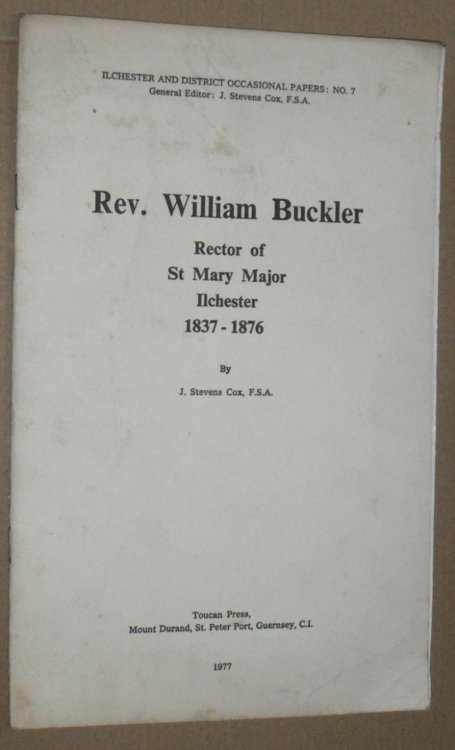 ILCHESTER AND DISTRICT OCCASIONAL PAPERS: NO. 7
General Editor: J. Stevens Cox, F.S.A.
Rev. William Buckler
Rector of
St Mary Major
Ilchester
1837 - 1876
By
J. Stevens Cox, F.S.A.
Toucan Press,
Mount Durand, St. Peter Port, Guernsey, C.I.
1977